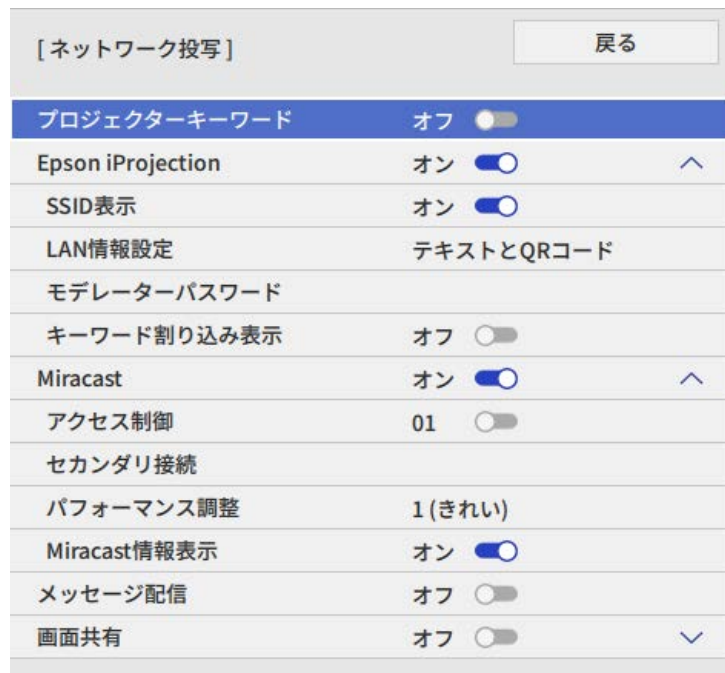 [ネットワーク投写]
戻る
プロジェクターキーワード オフ
Epson iProjection オン
SSID表示 オン
LAN情報設定 テキストとQRコード
モデレーターパスワード
キーワード割り込み表示 オフ
Miracast オン
アクセス制御 01
セカンダリ接続
パフォーマンス調整 1 (きれい)
Miracast情報表示 オン
メッセージ配信 オフ
画面共有 オフ